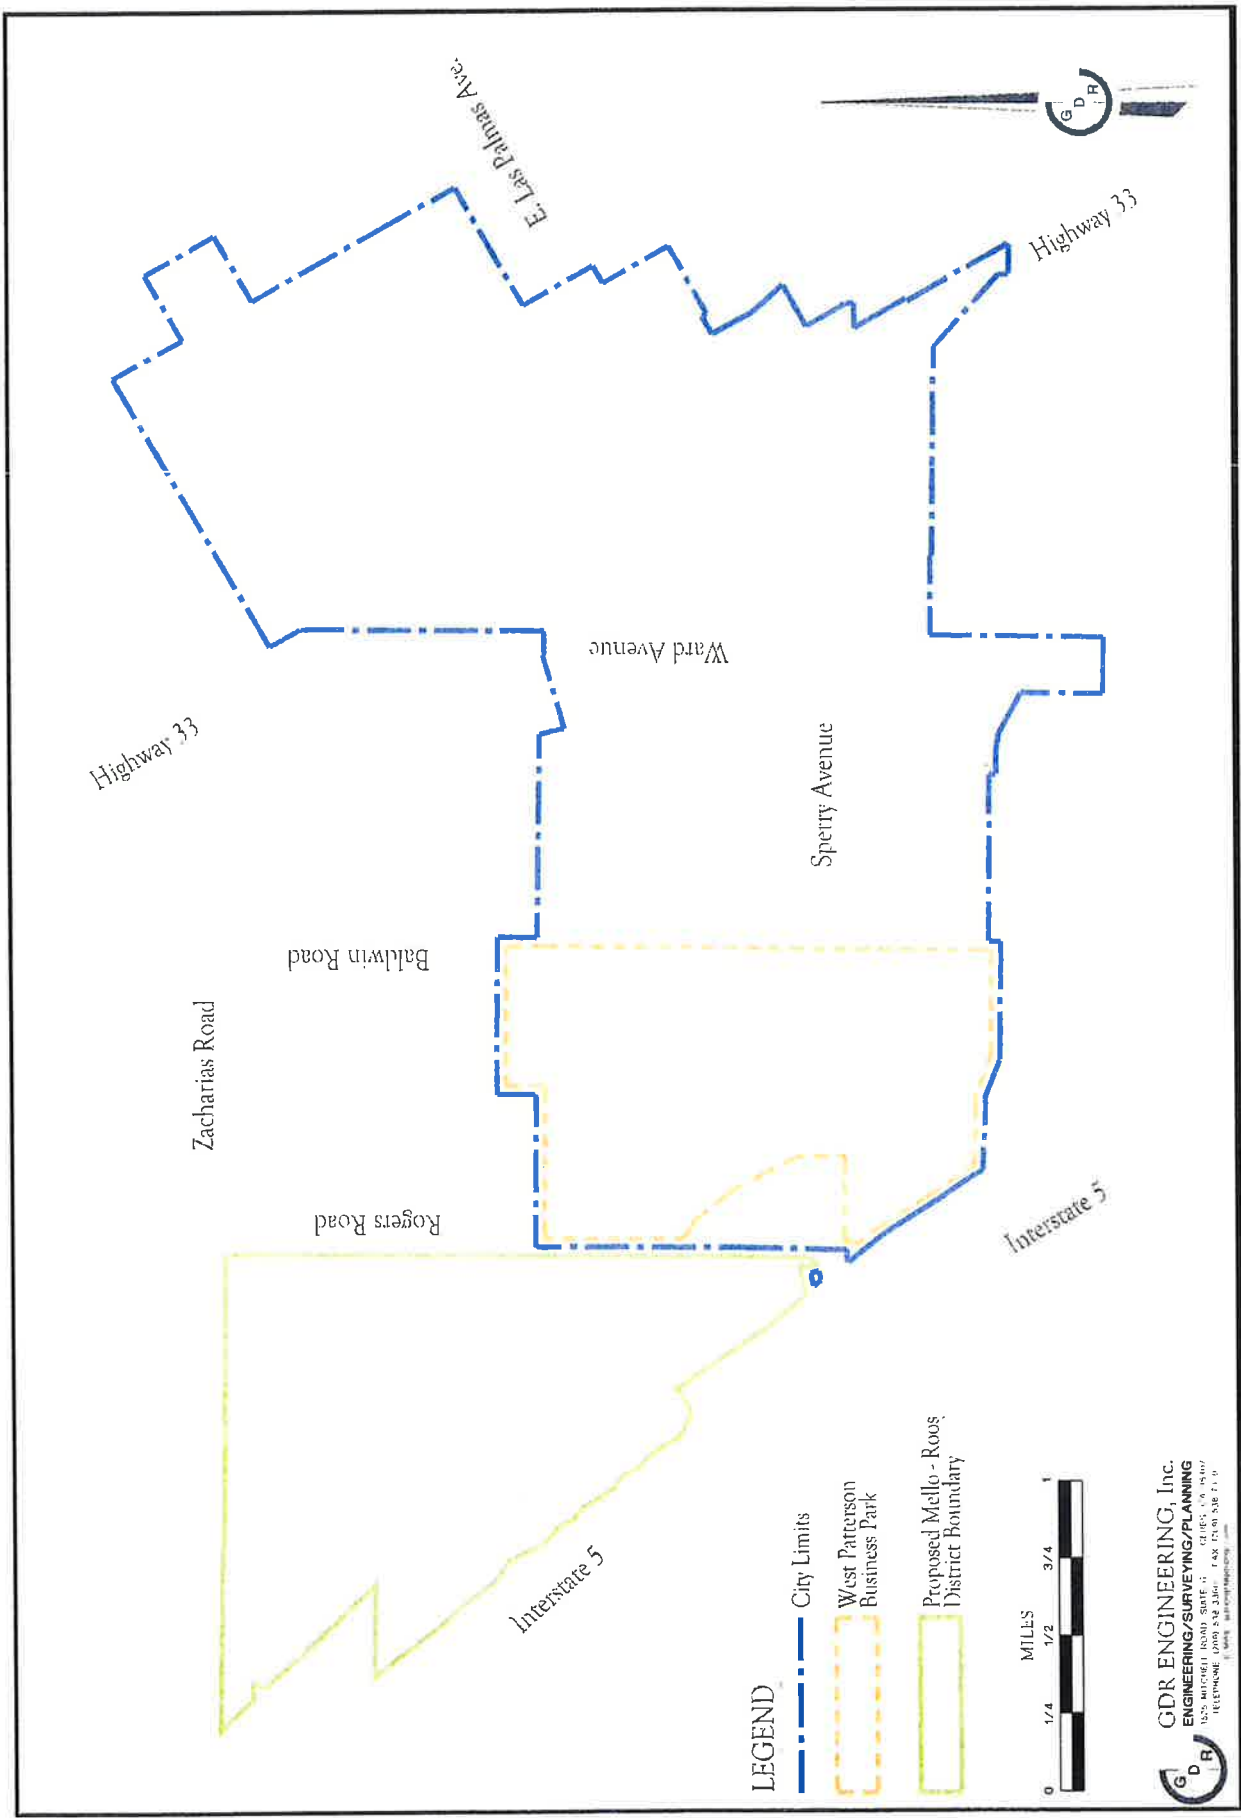 E. Las Palmas Ave.
Highway 33
Highway 33
Ward Avenue
Sperry Avenue
Baldwin Road
Zacharias Road
Rogers Road
Interstate 5
Interstate 5
G D R
LEGEND
City Limits
West Patterson
Business Park
Proposed Mello - Roos
District Boundary
MILES
0 1/4 1/2 3/4 1
G D R
GDR ENGINEERING, Inc.
ENGINEERING/SURVEYING/PLANNING